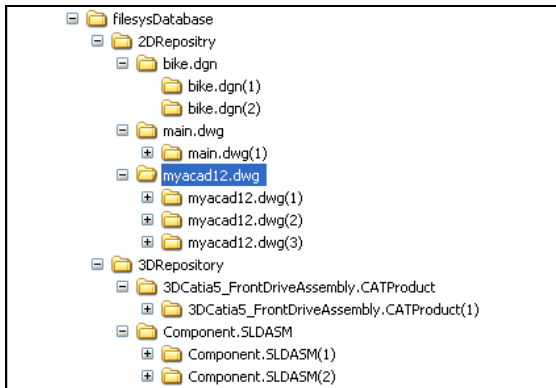 filesysDatabase
2DRepositry
bike.dgn
bike.dgn(1)
bike.dgn(2)
main.dwg
main.dwg(1)
myacad12.dwg
myacad12.dwg(1)
myacad12.dwg(2)
myacad12.dwg(3)
3DRepository
3DCatia5_FrontDriveAssembly.CATProduct
3DCatia5_FrontDriveAssembly.CATProduct(1)
Component.SLDASM
Component.SLDASM(1)
Component.SLDASM(2)